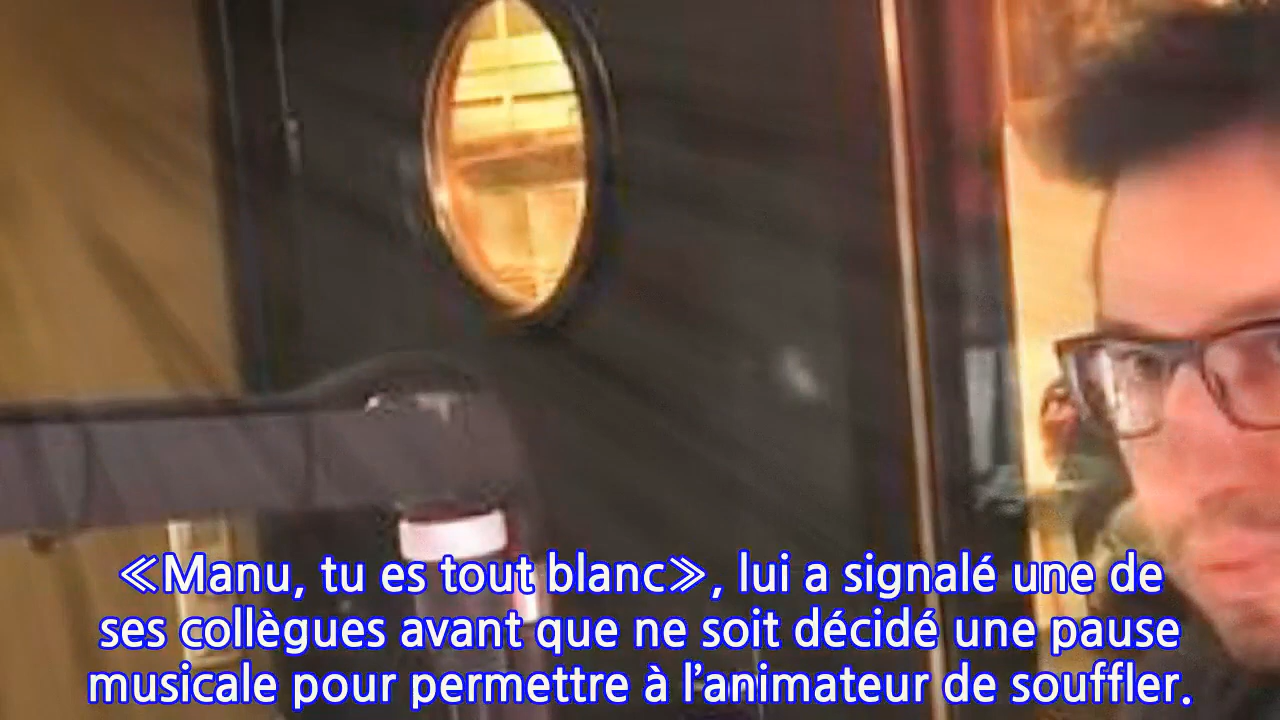 ≪Manu, tu es tout blanc≫, lui a signalé une de
ses collègues avant que ne soit décidé une pause
musicale pour permettre à l’animateur de souffler.